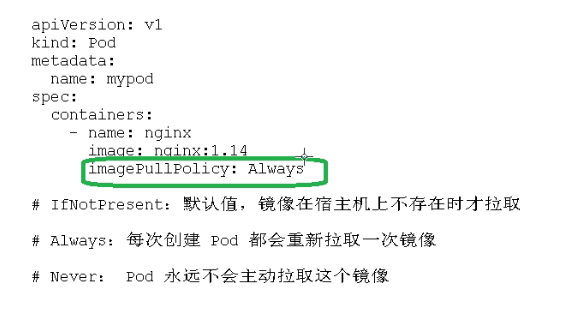 apiVersion: v1
kind: Pod
metadata:
  name: mypod
spec:
  containers:
    - name: nginx
      image: nginx:1.14
      imagePullPolicy: Always
# IfNotPresent: 默认值，镜像在宿主机上不存在时才拉取
# Always: 每次创建 Pod 都会重新拉取一次镜像
# Never: Pod 永远不会主动拉取这个镜像